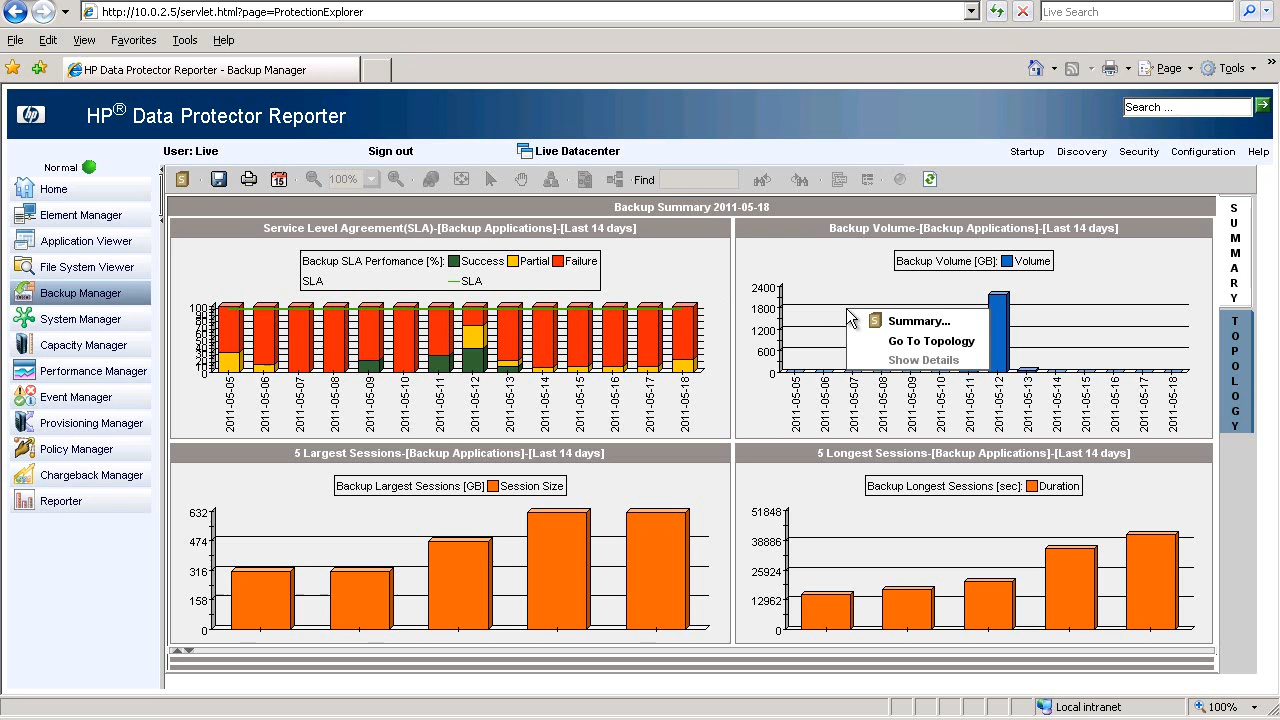 http://10.0.2.5/servlet.html?page=ProtectionExplorer
Live Search
File Edit View Favorites Tools Help
HP Data Protector Reporter - Backup Manager
Page Tools
hp HP® Data Protector Reporter
Search ...
User: Live Sign out Live Datacenter
Startup Discovery Security Configuration Help
Normal
Home
Element Manager
Application Viewer
File System Viewer
Backup Manager
System Manager
Capacity Manager
Performance Manager
Event Manager
Provisioning Manager
Policy Manager
Chargeback Manager
Reporter
100% Find
Backup Summary 2011-05-18
Service Level Agreement(SLA)-[Backup Applications]-[Last 14 days]
Backup SLA Perfomance [%]: Success Partial Failure
SLA SLA
100
2011-05-05 2011-05-06 2011-05-07 2011-05-08 2011-05-09 2011-05-10 2011-05-11 2011-05-12 2011-05-13 2011-05-14 2011-05-15 2011-05-16 2011-05-17 2011-05-18
Backup Volume-[Backup Applications]-[Last 14 days]
Backup Volume [GB]: Volume
2400
1800
1200
600
0
Summary...
Go To Topology
Show Details
2011-05-05 2011-05-06 2011-05-07 2011-05-08 2011-05-09 2011-05-10 2011-05-11 2011-05-12 2011-05-13 2011-05-14 2011-05-15 2011-05-16 2011-05-17 2011-05-18
SUMMARY
TOPOLOGY
5 Largest Sessions-[Backup Applications]-[Last 14 days]
Backup Largest Sessions [GB] Session Size
632
474
316
158
0
5 Longest Sessions-[Backup Applications]-[Last 14 days]
Backup Longest Sessions [sec]: Duration
51848
38886
25924
12962
0
Local intranet 100%